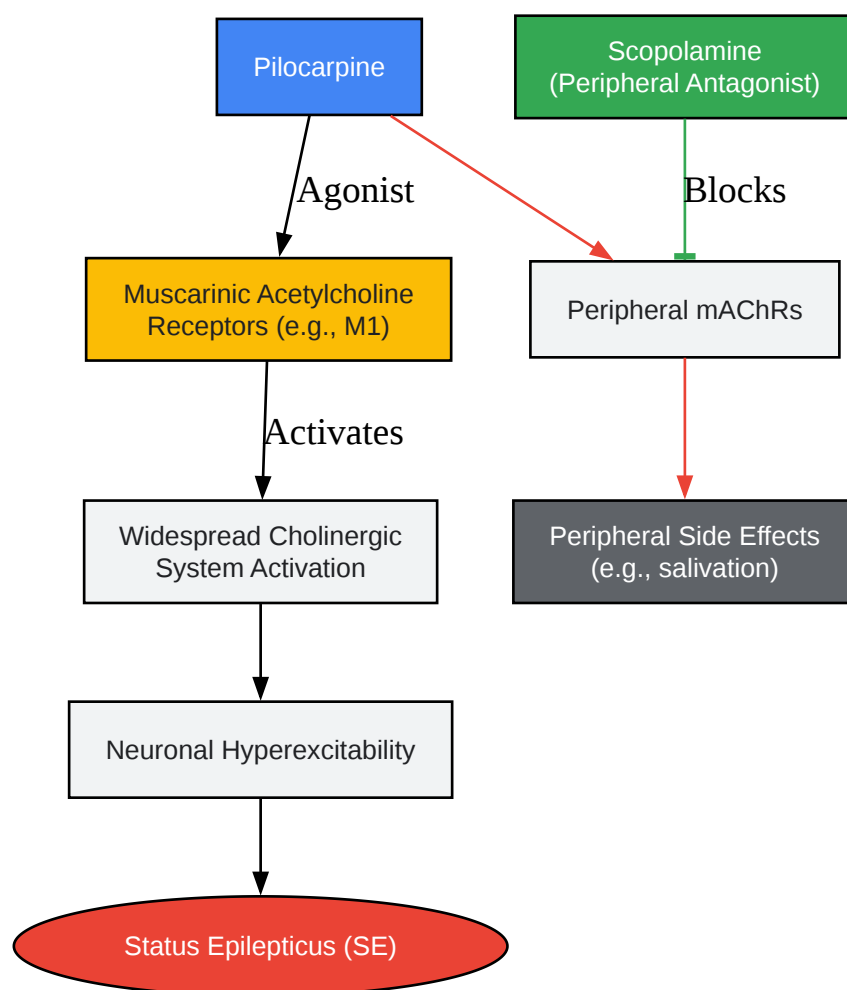 Pilocarpine
Scopolamine
(Peripheral Antagonist)
Agonist
Blocks
Muscarinic Acetylcholine
Receptors (e.g., M1)
Peripheral mAChRs
Activates
Widespread Cholinergic
System Activation
Peripheral Side Effects
(e.g., salivation)
Neuronal Hyperexcitability
Status Epilepticus (SE)